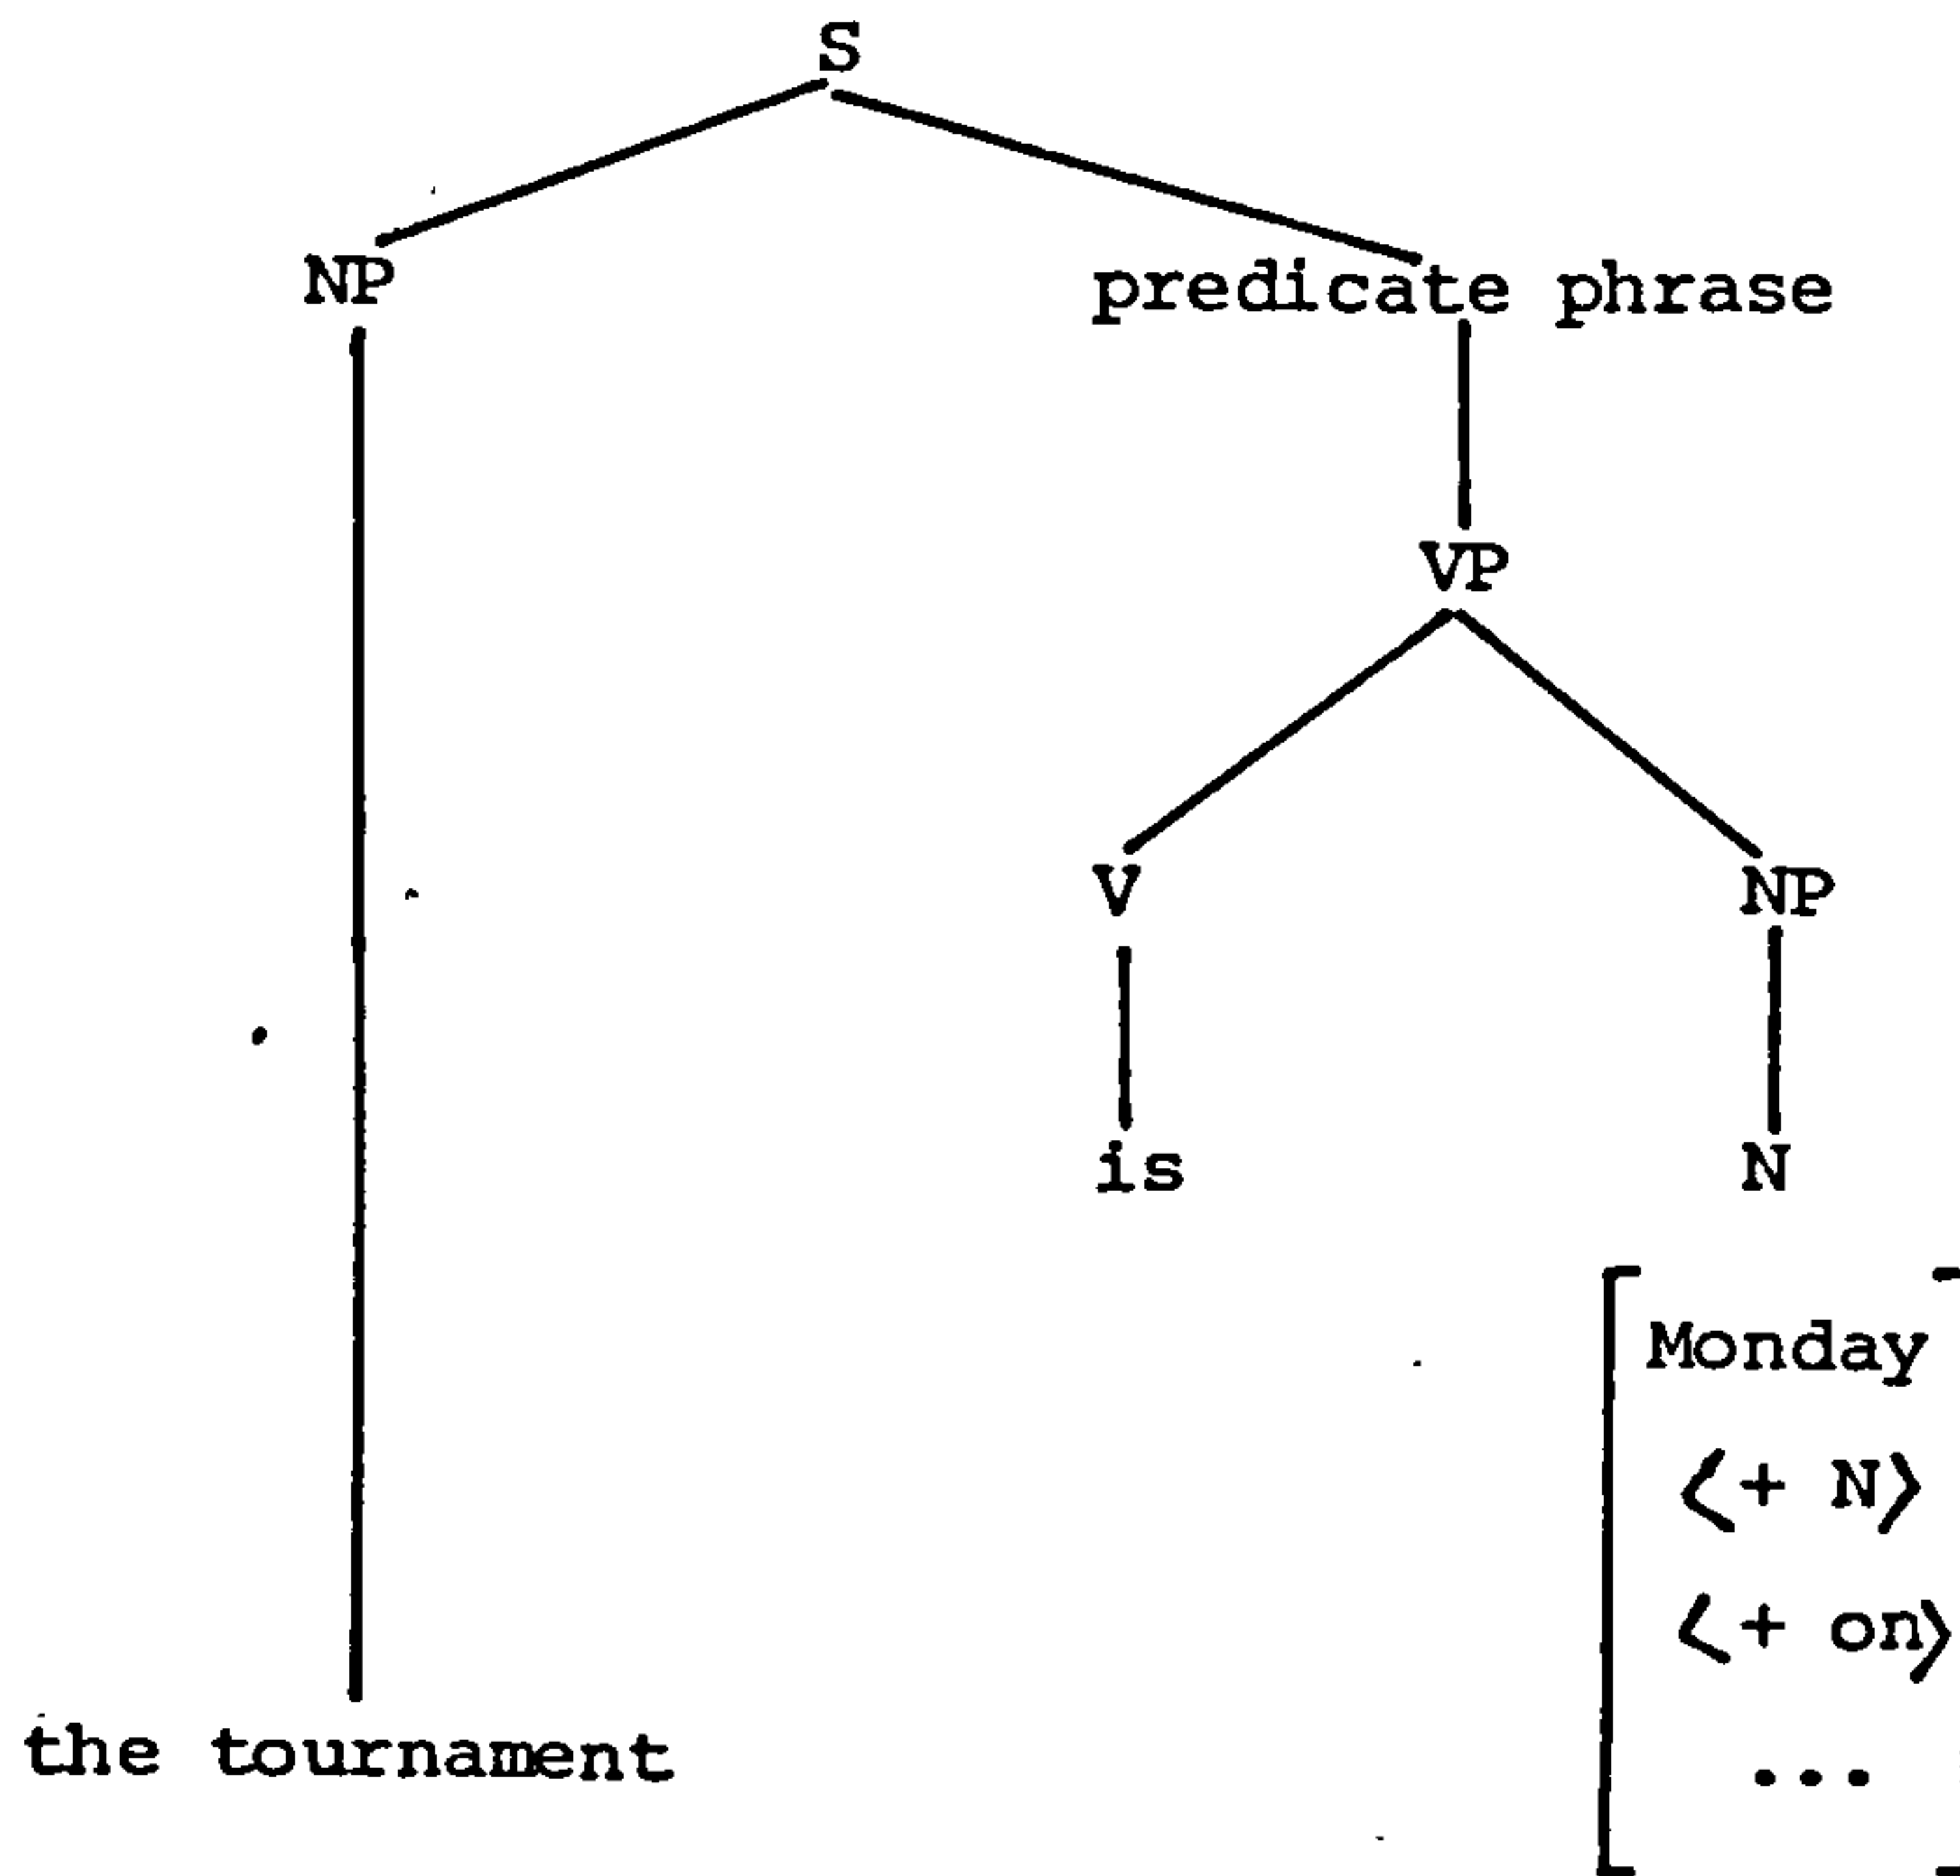 S
NP predicate phrase
VP
V NP
is N
Monday
⟨+ N⟩
⟨+ on⟩
the tournament ...